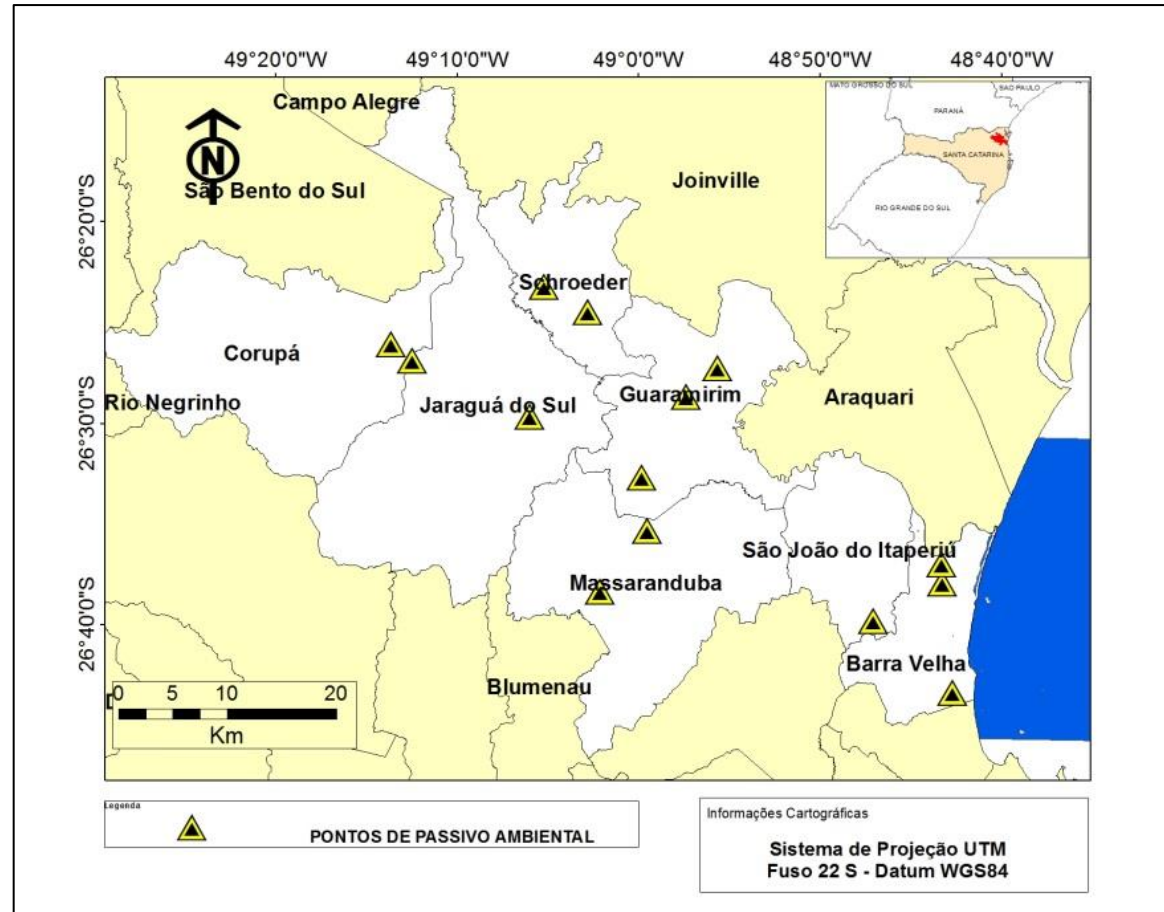 49°20'0"W 49°10'0"W 49°0'0"W 48°50'0"W 48°40'0"W
26°20'0"S
26°30'0"S
26°40'0"S
MATO GROSSO DO SUL
SAO PAULO
PARANÁ
SANTA CATARINA
RIO GRANDE DO SUL
Campo Alegre
N
São Bento do Sul
Joinville
Schroeder
Corupá
Rio Negrinho
Jaraguá do Sul
Guaramirim
Araquari
São João do Itaperiú
Massaranduba
Barra Velha
Blumenau
0 5 10 20
Km
Legenda
PONTOS DE PASSIVO AMBIENTAL
Informações Cartográficas
Sistema de Projeção UTM
Fuso 22 S - Datum WGS84